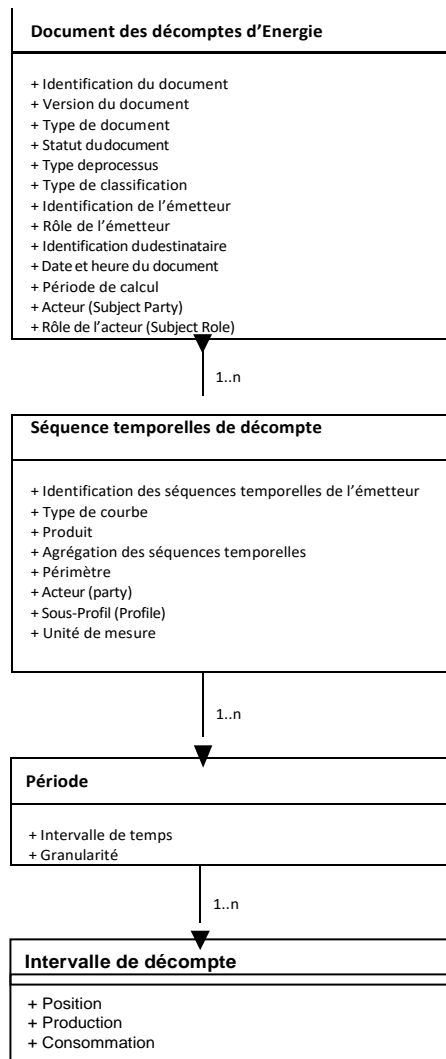 Document des décomptes d’Energie
+ Identification du document
+ Version du document
+ Type de document
+ Statut dudocument
+ Type deprocessus
+ Type de classification
+ Identification de l’émetteur
+ Rôle de l’émetteur
+ Identification dudestinataire
+ Date et heure du document
+ Période de calcul
+ Acteur (Subject Party)
+ Rôle de l’acteur (Subject Role)
1..n
Séquence temporelles de décompte
+ Identification des séquences temporelles de l’émetteur
+ Type de courbe
+ Produit
+ Agrégation des séquences temporelles
+ Périmètre
+ Acteur (party)
+ Sous-Profil (Profile)
+ Unité de mesure
1..n
Période
+ Intervalle de temps
+ Granularité
1..n
Intervalle de décompte
+ Position
+ Production
+ Consommation